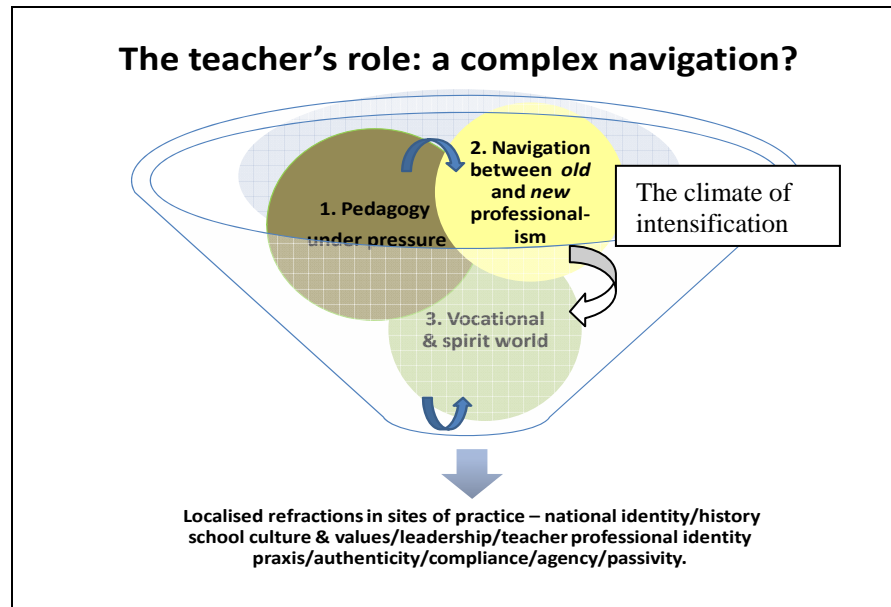 The teacher’s role: a complex navigation?
1. Pedagogy
under pressure
2. Navigation
between old
and new
professional-
ism
The climate of
intensification
3. Vocational
& spirit world
Localised refractions in sites of practice – national identity/history
school culture & values/leadership/teacher professional identity
praxis/authenticity/compliance/agency/passivity.